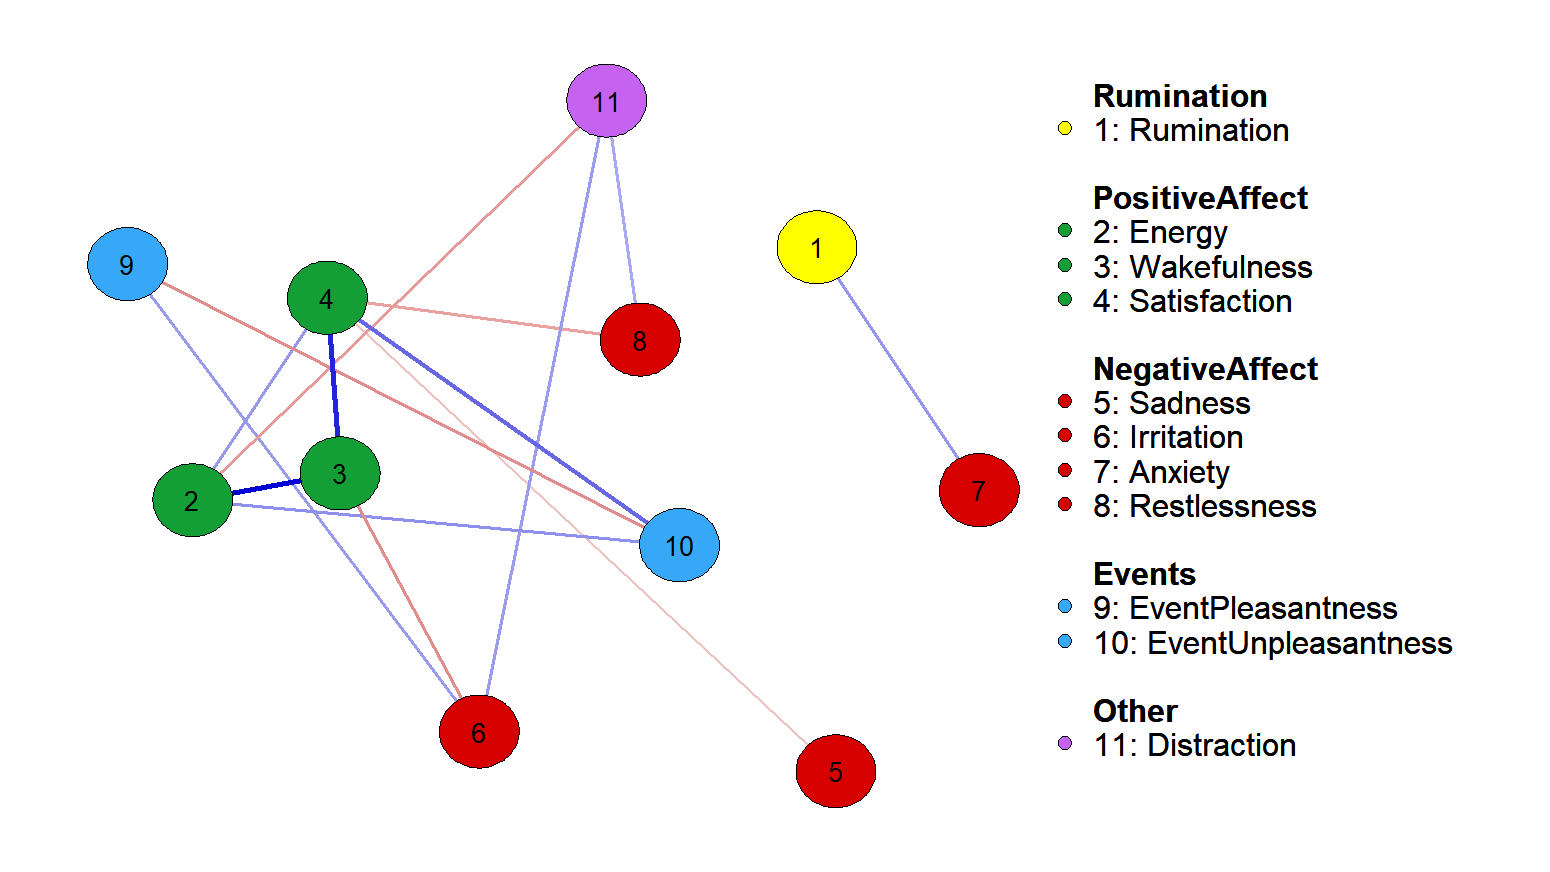 11
1
9
4
8
3
7
2
10
6
5
Rumination
1: Rumination
PositiveAffect
2: Energy
3: Wakefulness
4: Satisfaction
NegativeAffect
5: Sadness
6: Irritation
7: Anxiety
8: Restlessness
Events
9: EventPleasantness
10: EventUnpleasantness
Other
11: Distraction